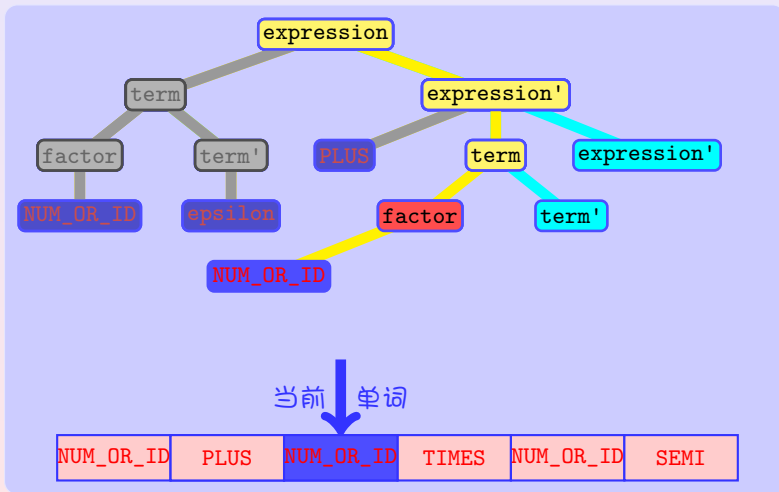 expression
term expression'
factor term' PLUS term expression'
NUM_OR_ID epsilon factor term'
NUM_OR_ID
当前 单词
NUM_OR_ID PLUS NUM_OR_ID TIMES NUM_OR_ID SEMI